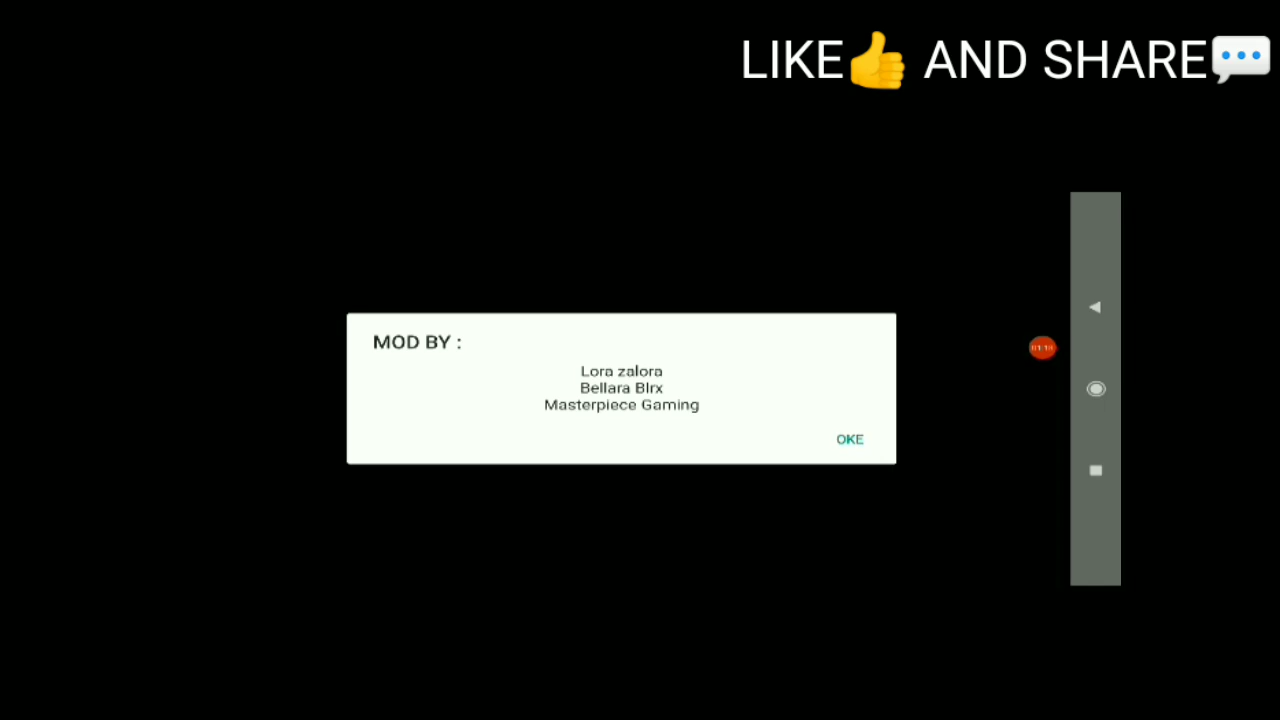 LIKE👍 AND SHARE💬
MOD BY :
Lora zalora
Bellara Blrx
Masterpiece Gaming
OKE